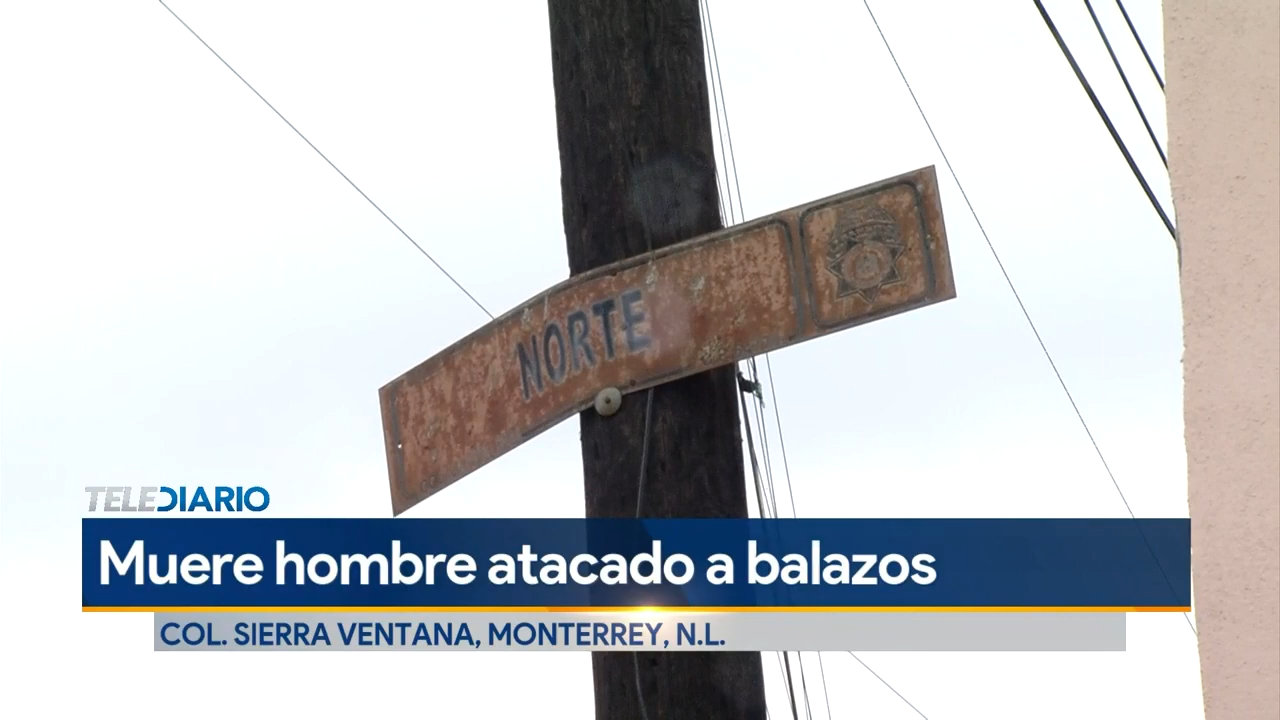 NORTE
TELEDIARIO
Muere hombre atacado a balazos
COL. SIERRA VENTANA, MONTERREY, N.L.